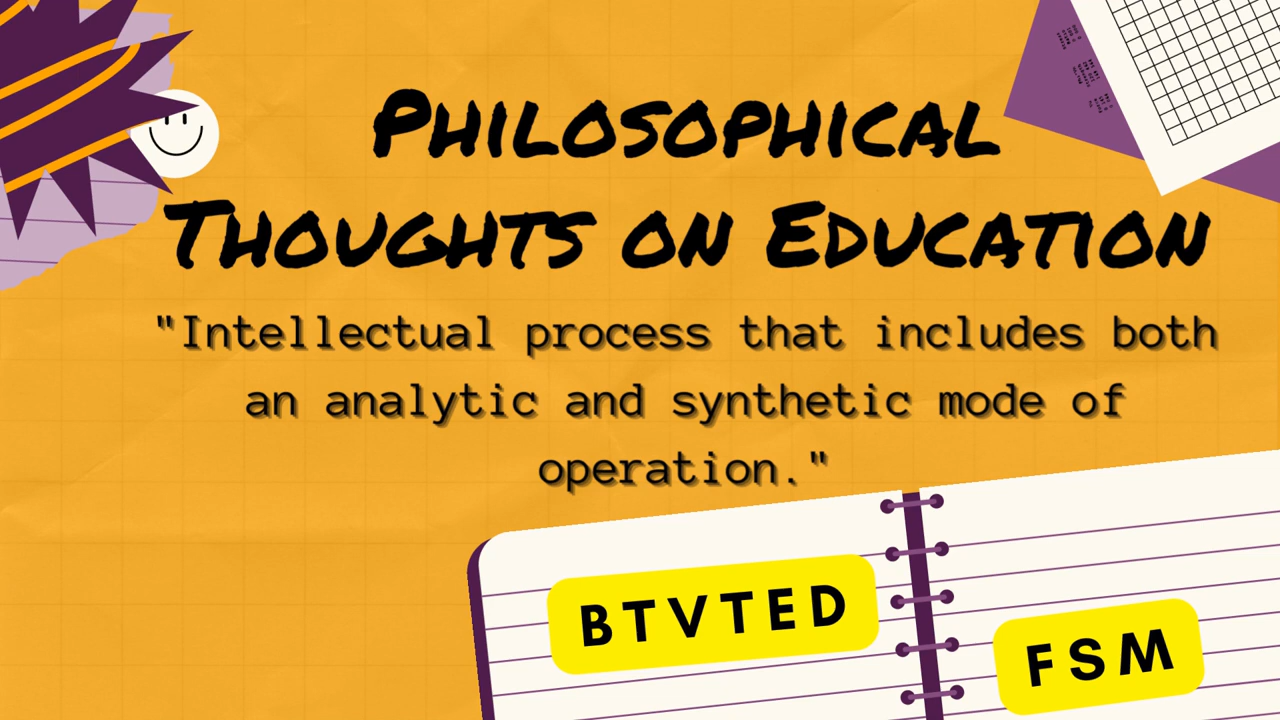 Philosophical
Thoughts on Education
"Intellectual process that includes both
an analytic and synthetic mode of
operation."
BTVTED
FSM